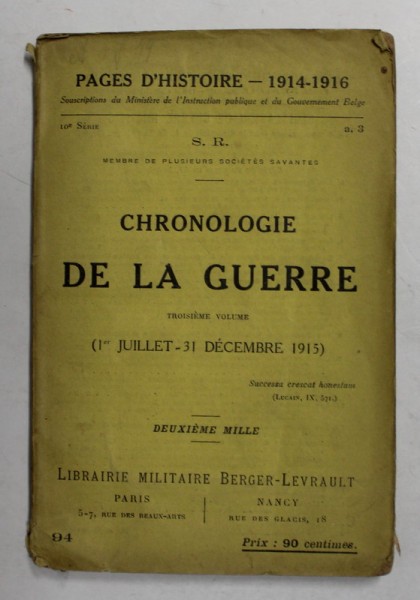 PAGES D'HISTOIRE — 1914-1916
Souscriptions du Ministère de l'Instruction publique et du Gouvernement Belge
10e SÉRIE n. 3
S. R.
MEMBRE DE PLUSIEURS SOCIÉTÉS SAVANTES
CHRONOLOGIE
DE LA GUERRE
TROISIÈME VOLUME
(1er JUILLET-31 DÉCEMBRE 1915)
Successu crescat honestum
(LUCAIN, IX, 571.)
DEUXIÈME MILLE
LIBRAIRIE MILITAIRE BERGER-LEVRAULT
PARIS NANCY
5-7, RUE DES BEAUX-ARTS RUE DES GLACIS, 18
94 Prix : 90 centimes.